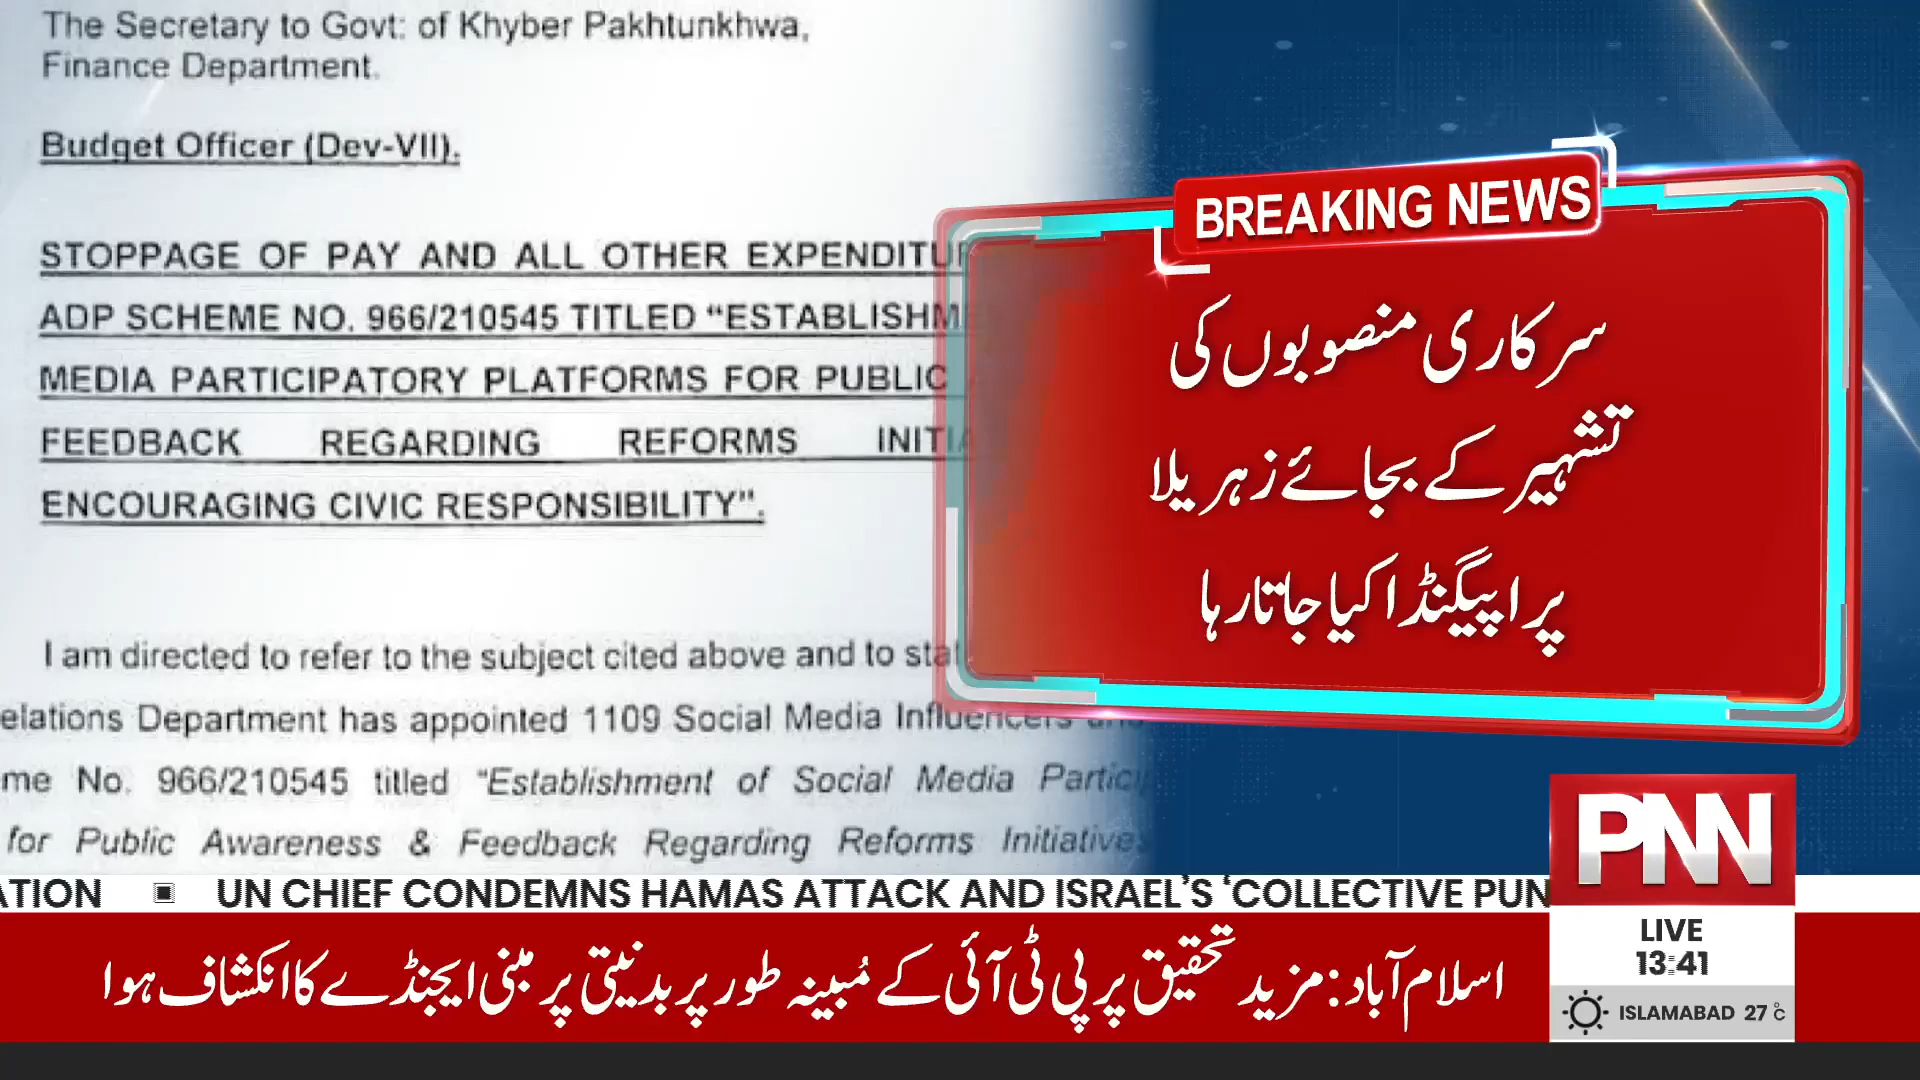 The Secretary to Govt: of Khyber Pakhtunkhwa,
Finance Department.
Budget Officer (Dev-VII).
STOPPAGE OF PAY AND ALL OTHER
ADP SCHEME NO. 966/210545 TITLED “
MEDIA PARTICIPATORY PLATFORMS FOR PUBLIC
FEEDBACK REGARDING REFORMS
ENCOURAGING CIVIC RESPONSIBILITY”.
I am directed to refer to the subject cited above and to
elations Department has appointed 1109 Social Media Influencers
me No. 966/210545 titled “Establishment of Social Media
for Public Awareness & Feedback Regarding Reforms Initiatives
BREAKING NEWS
سرکاری منصوبوں کی
تشہیر کے بجائے زہریلا
پراپیگنڈا کیا جاتا رہا
ATION ▣ UN CHIEF CONDEMNS HAMAS ATTACK AND ISRAEL’S ‘COLLECTIVE PUN
اسلام آباد: مزید تحقیق پر پی ٹی آئی کے مُبینہ طور پر بدنیتی پر مبنی ایجنڈے کا انکشاف ہوا
PNN
LIVE
13:41
ISLAMABAD 27°C